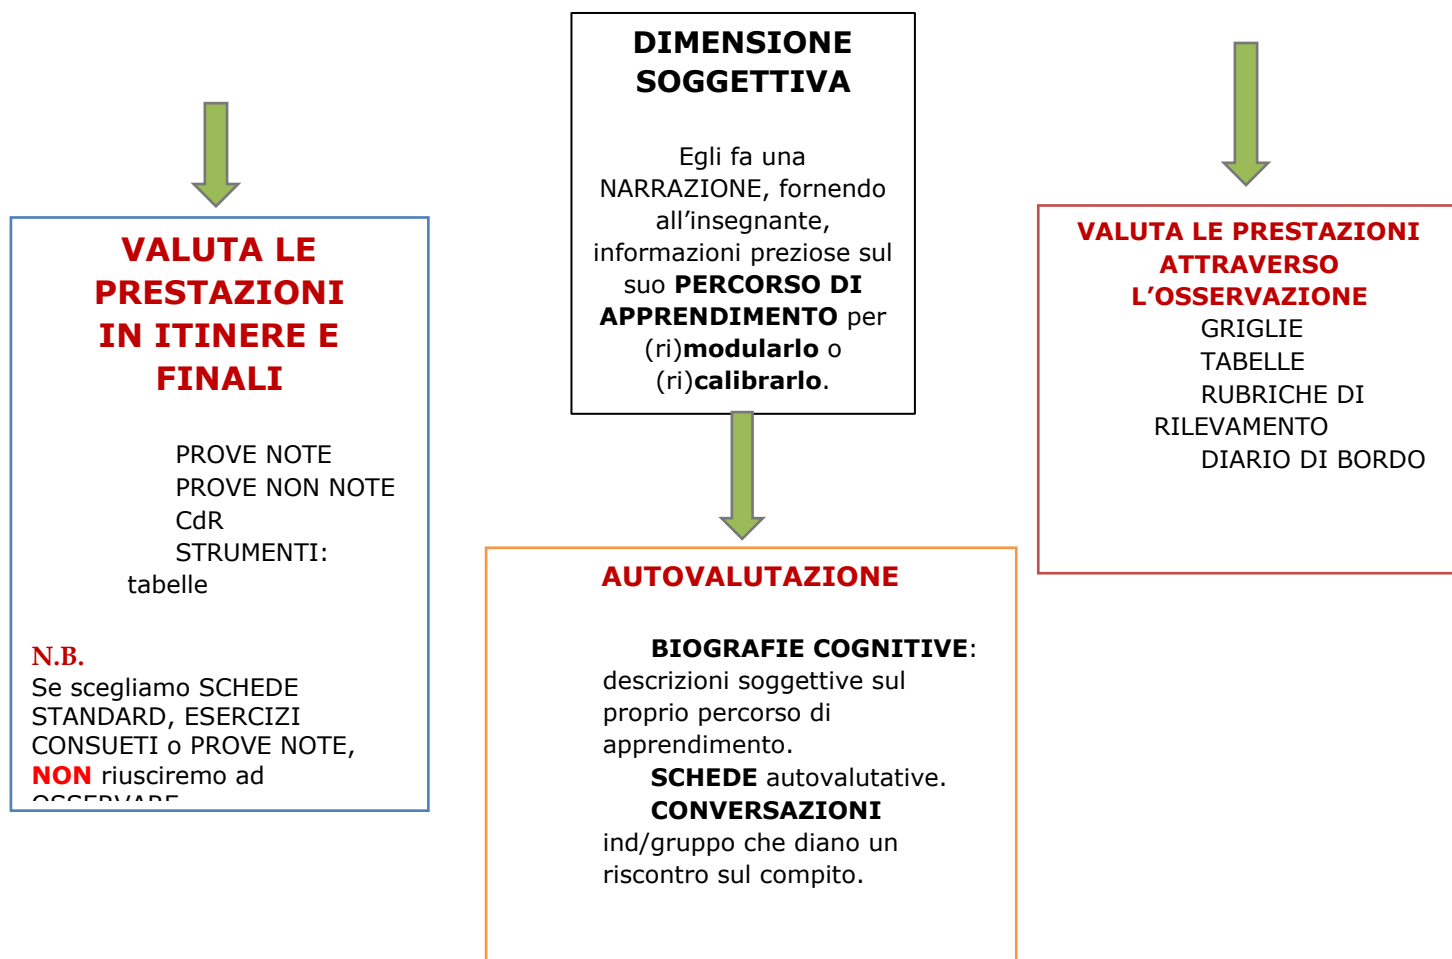 DIMENSIONE
SOGGETTIVA
Egli fa una
NARRAZIONE, fornendo
all’insegnante,
informazioni preziose sul
suo PERCORSO DI
APPRENDIMENTO per
(ri)modularlo o
(ri)calibrarlo.
VALUTA LE
PRESTAZIONI
IN ITINERE E
FINALI
PROVE NOTE
PROVE NON NOTE
CdR
STRUMENTI:
tabelle
N.B.
Se scegliamo SCHEDE
STANDARD, ESERCIZI
CONSUETI o PROVE NOTE,
NON riusciremo ad
OSSERVARE
AUTOVALUTAZIONE
BIOGRAFIE COGNITIVE:
descrizioni soggettive sul
proprio percorso di
apprendimento.
SCHEDE autovalutative.
CONVERSAZIONI
ind/gruppo che diano un
riscontro sul compito.
VALUTA LE PRESTAZIONI
ATTRAVERSO
L’OSSERVAZIONE
GRIGLIE
TABELLE
RUBRICHE DI
RILEVAMENTO
DIARIO DI BORDO